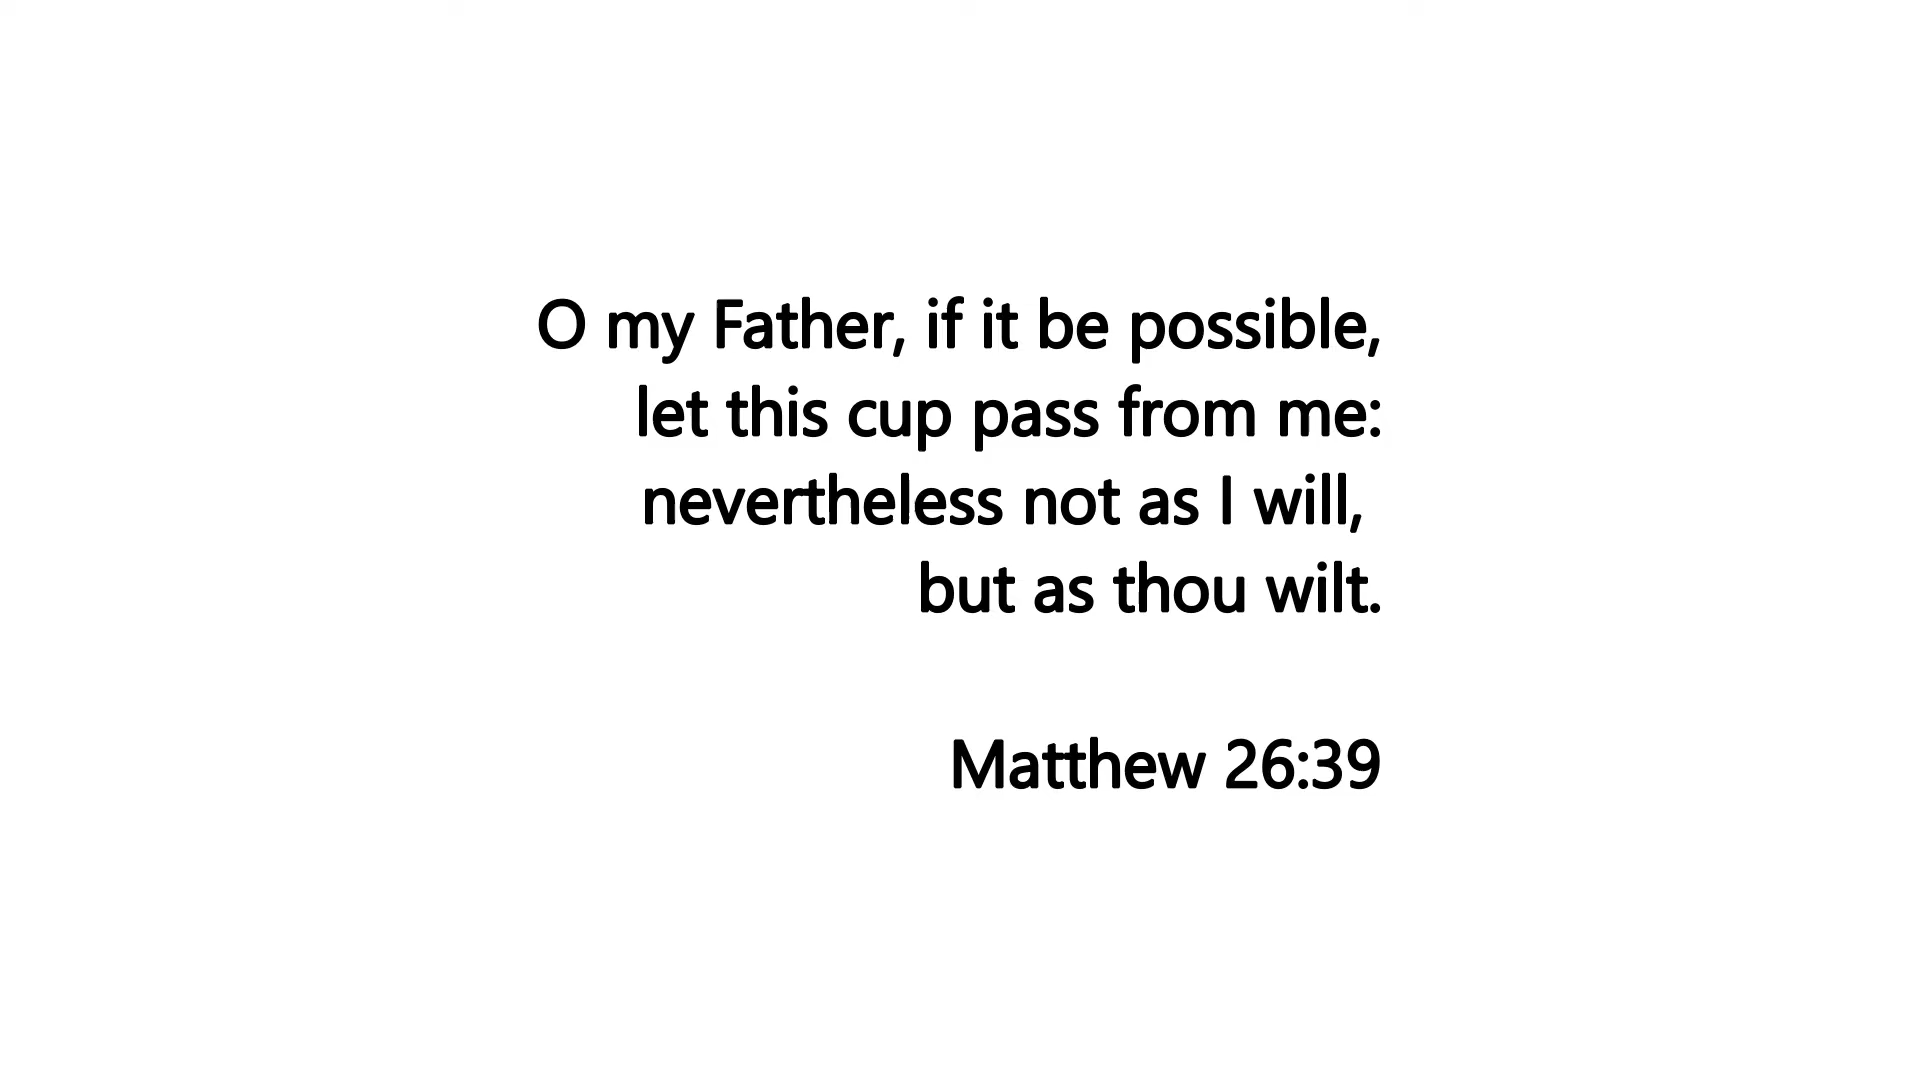 O my Father, if it be possible,
let this cup pass from me:
nevertheless not as I will,
but as thou wilt.
Matthew 26:39